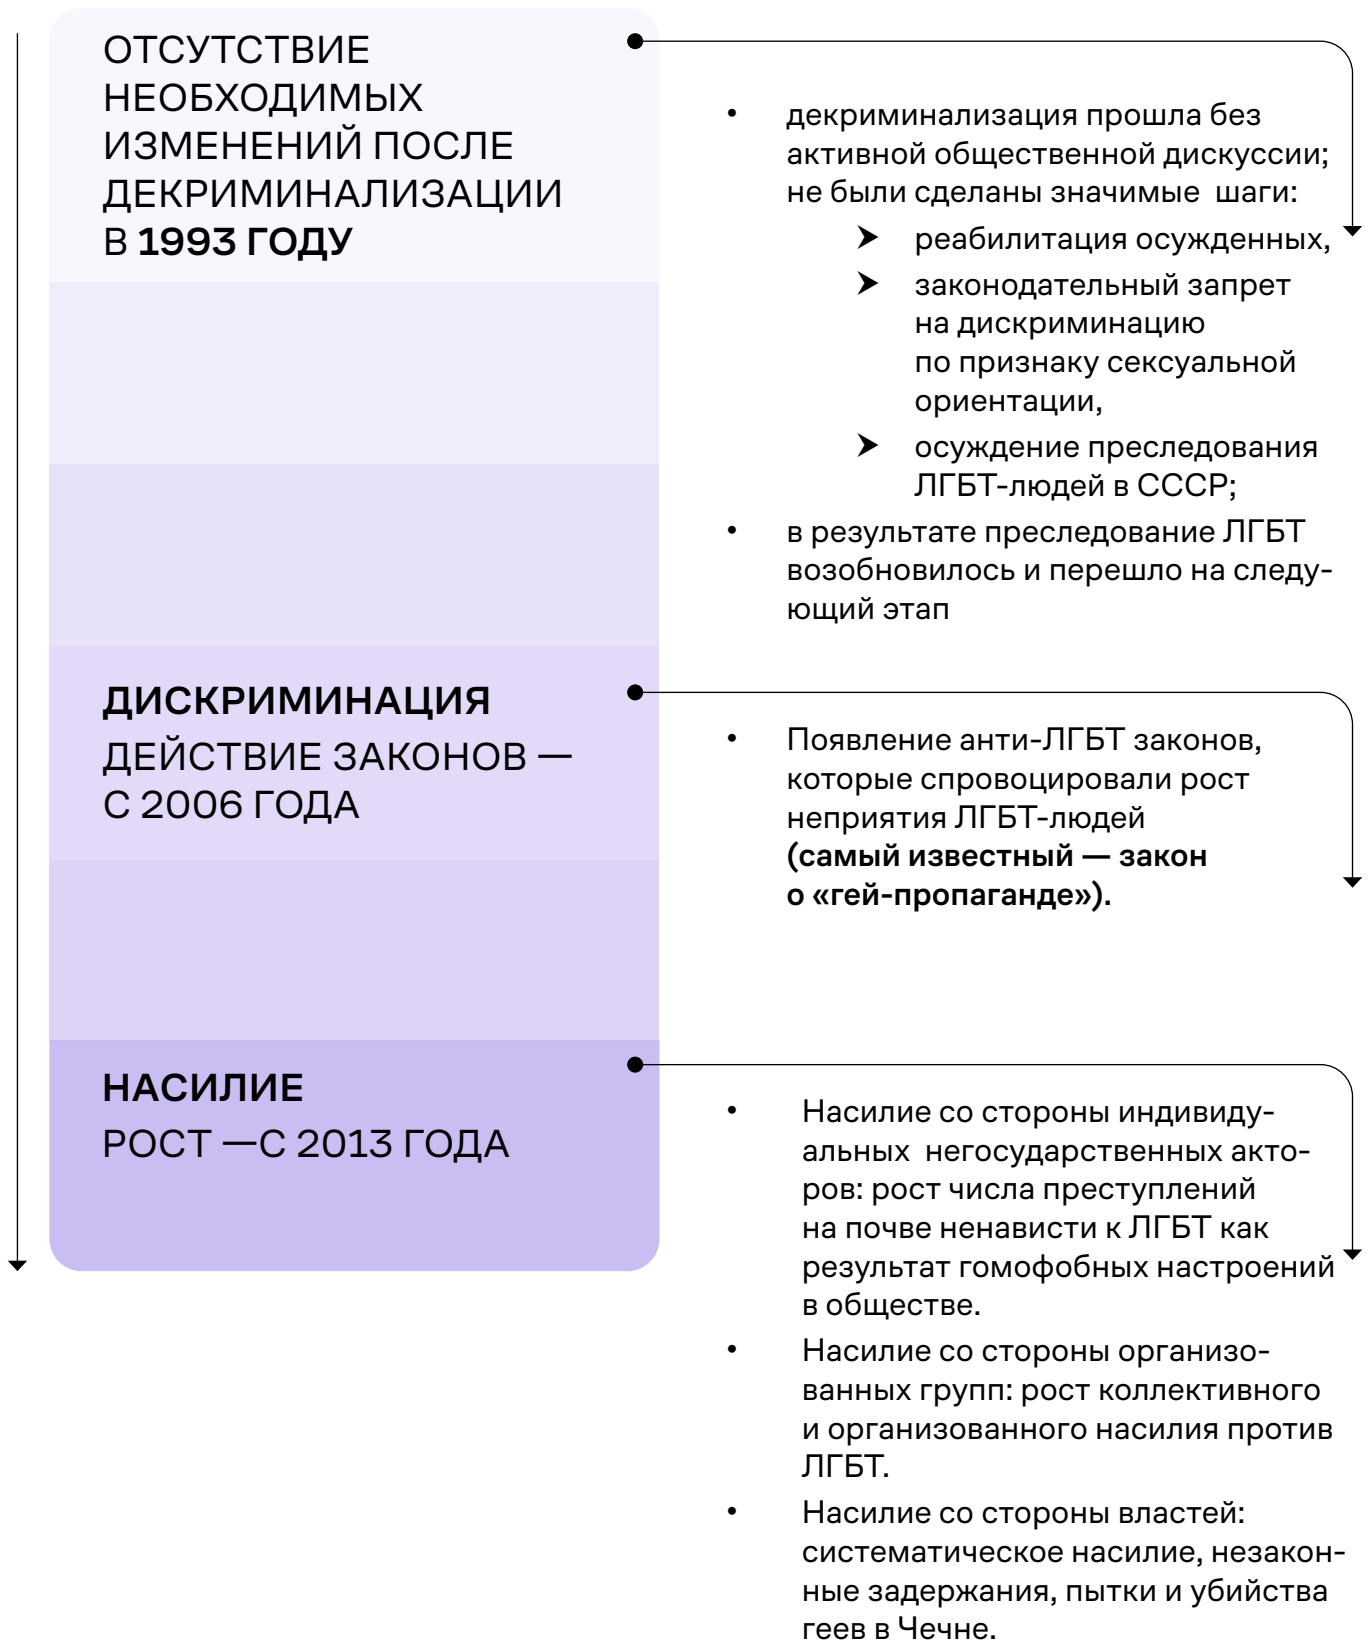 ОТСУТСТВИЕ
НЕОБХОДИМЫХ
ИЗМЕНЕНИЙ ПОСЛЕ
ДЕКРИМИНАЛИЗАЦИИ
В 1993 ГОДУ
• декриминализация прошла без
активной общественной дискуссии;
не были сделаны значимые шаги:
➤ реабилитация осужденных,
➤ законодательный запрет
на дискриминацию
по признаку сексуальной
ориентации,
➤ осуждение преследования
ЛГБТ-людей в СССР;
• в результате преследование ЛГБТ
возобновилось и перешло на следу-
ющий этап
ДИСКРИМИНАЦИЯ
ДЕЙСТВИЕ ЗАКОНОВ —
С 2006 ГОДА
• Появление анти-ЛГБТ законов,
которые спровоцировали рост
неприятия ЛГБТ-людей
(самый известный — закон
о «гей-пропаганде»).
НАСИЛИЕ
РОСТ —С 2013 ГОДА
• Насилие со стороны индивиду-
альных негосударственных акто-
ров: рост числа преступлений
на почве ненависти к ЛГБТ как
результат гомофобных настроений
в обществе.
• Насилие со стороны организо-
ванных групп: рост коллективного
и организованного насилия против
ЛГБТ.
• Насилие со стороны властей:
систематическое насилие, незакон-
ные задержания, пытки и убийства
геев в Чечне.